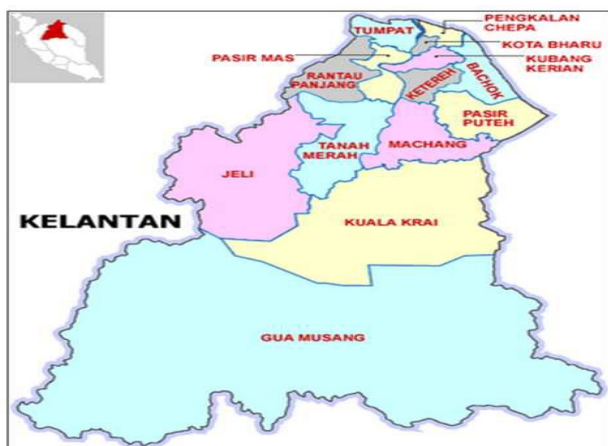 PENGKALAN
CHEPA
TUMPAT
KOTA BHARU
PASIR MAS
KUBANG
KERIAN
RANTAU
PANJANG
KETEREH
BACHOK
PASIR
PUTEH
TANAH
MERAH
MACHANG
JELI
KELANTAN
KUALA KRAI
GUA MUSANG